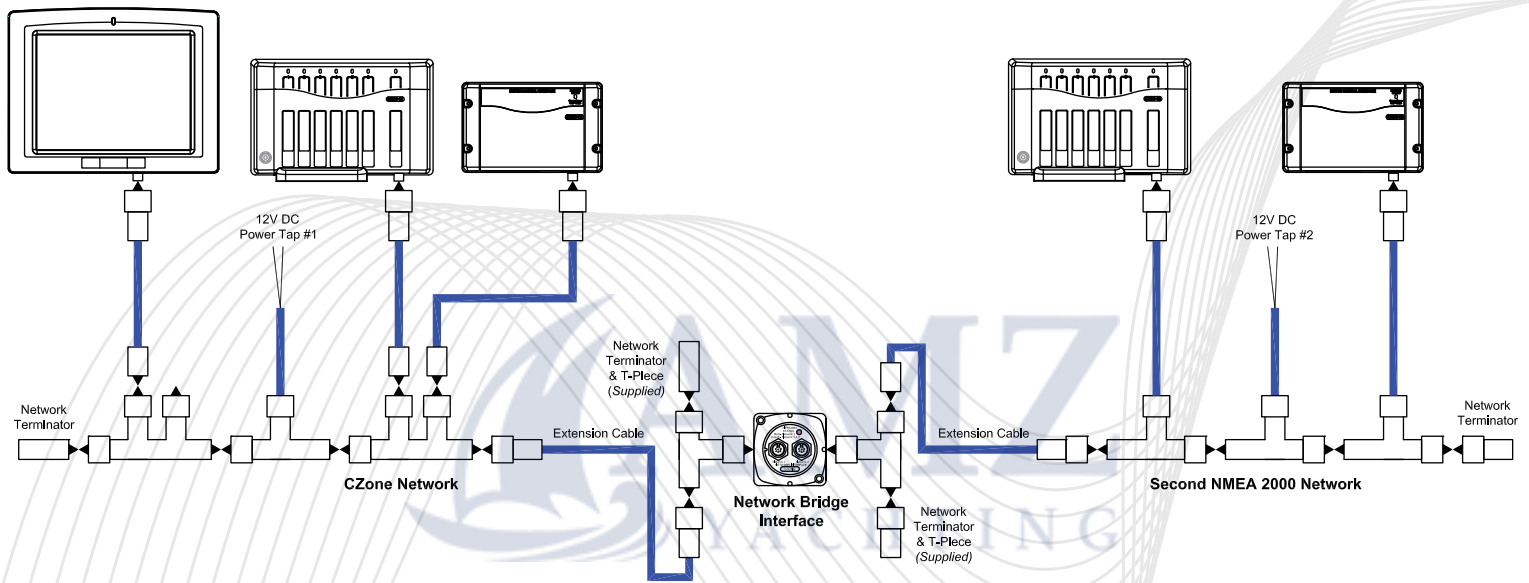 12V DC
Power Tap #1
12V DC
Power Tap #2
Network
Terminator
& T-Piece
(Supplied)
Network
Terminator
Extension Cable
Extension Cable
Network
Terminator
CZone Network
Network Bridge
Interface
Second NMEA 2000 Network
Network
Terminator
& T-Piece
(Supplied)
AMZ
YACHTING